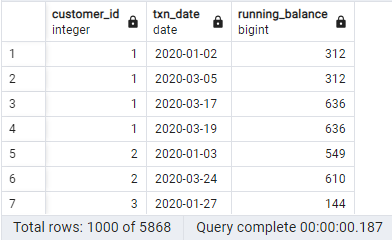 customer_id txn_date running_balance
integer date bigint
1 1 2020-01-02 312
2 1 2020-03-05 312
3 1 2020-03-17 636
4 1 2020-03-19 636
5 2 2020-01-03 549
6 2 2020-03-24 610
7 3 2020-01-27 144
Total rows: 1000 of 5868 Query complete 00:00:00.187